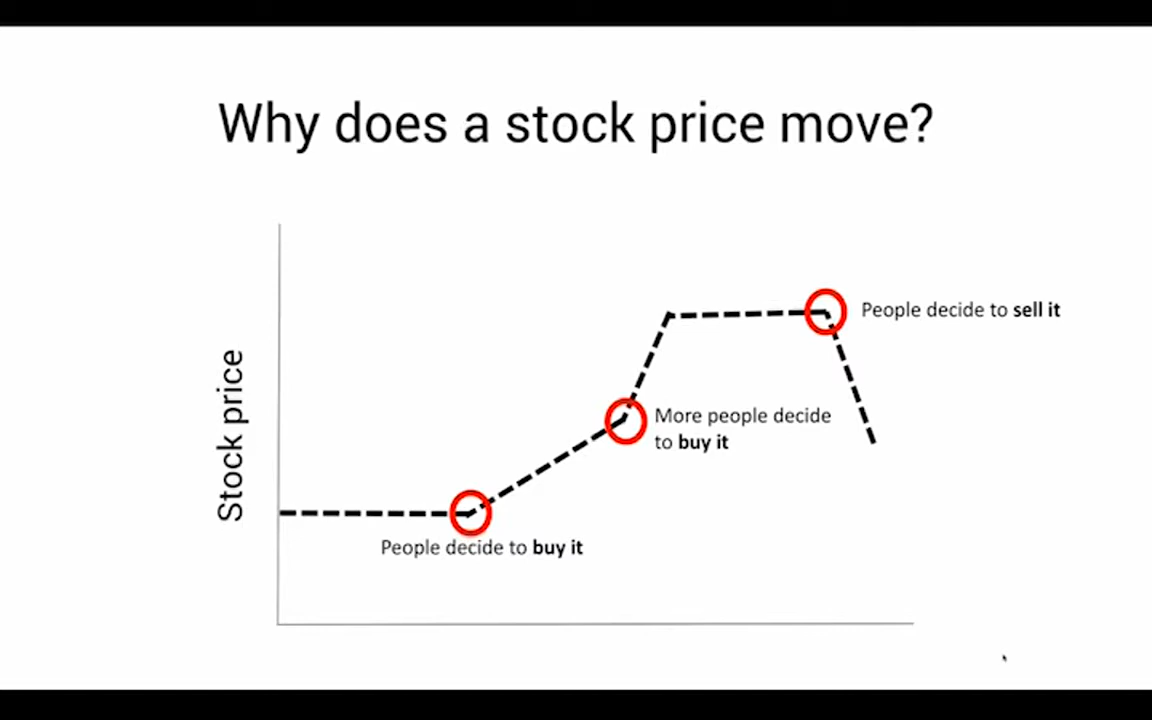 Why does a stock price move?
People decide to sell it
More people decide
to buy it
Stock price
People decide to buy it